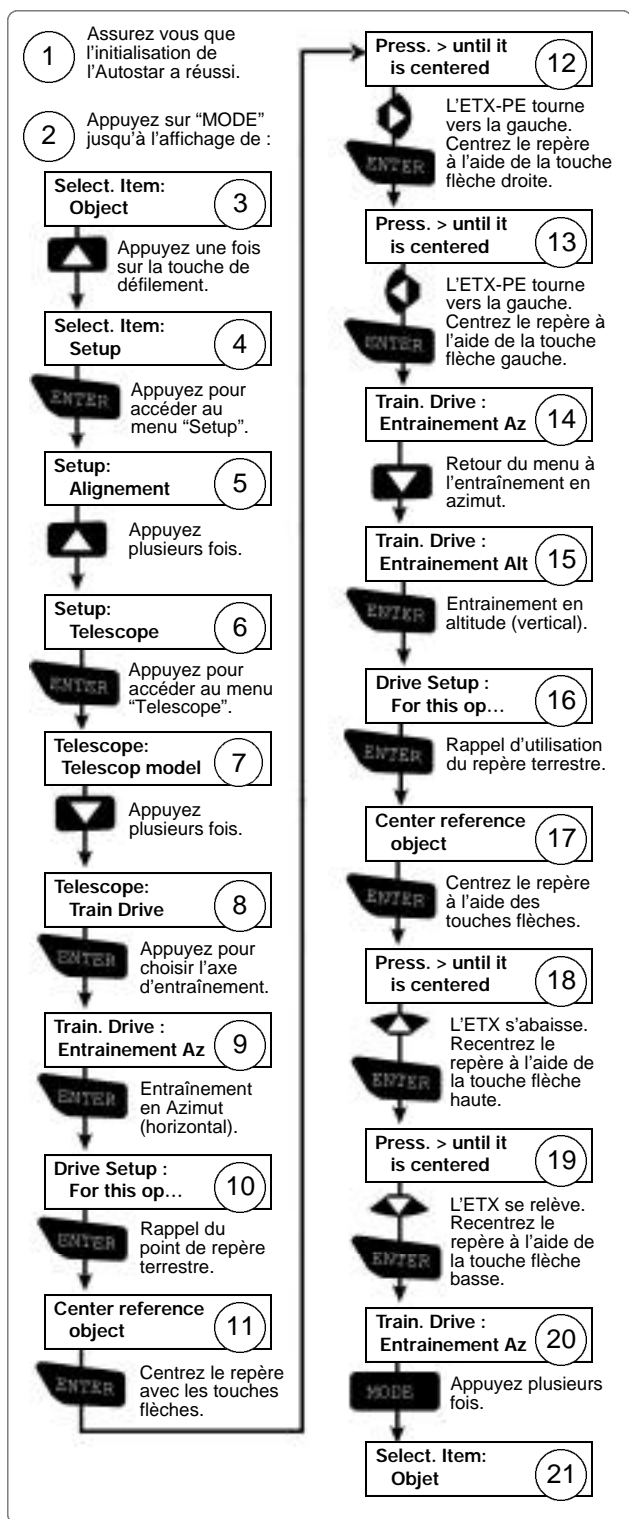 1
Assurez vous que
l'initialisation de
l'Autostar a réussi.
2
Appuyez sur “MODE”
jusqu'à l'affichage de :
Select. Item:
Object
3
Appuyez une fois
sur la touche de
défilement.
Select. Item:
Setup
4
ENTER
Appuyez pour
accéder au
menu “Setup”.
Setup:
Alignement
5
Appuyez
plusieurs fois.
Setup:
Telescope
6
ENTER
Appuyez pour
accéder au menu
“Telescope”.
Telescope:
Telescop model
7
Appuyez
plusieurs fois.
Telescope:
Train Drive
8
ENTER
Appuyez pour
choisir l'axe
d'entraînement.
Train. Drive :
Entrainement Az
9
ENTER
Entraînement
en Azimut
(horizontal).
Drive Setup :
For this op…
10
ENTER
Rappel du
point de repère
terrestre.
Center reference
object
11
ENTER
Centrez le repère
avec les touches
flèches.
Press. > until it
is centered
12
ENTER
L'ETX-PE tourne
vers la gauche.
Centrez le repère
à l'aide de la touche
flèche droite.
Press. > until it
is centered
13
ENTER
L'ETX-PE tourne
vers la gauche.
Centrez le repère à
l'aide de la touche
flèche gauche.
Train. Drive :
Entrainement Az
14
Retour du menu à
l'entraînement en
azimut.
Train. Drive :
Entrainement Alt
15
ENTER
Entrainement en
altitude (vertical).
Drive Setup :
For this op…
16
ENTER
Rappel d'utilisation
du repère terrestre.
Center reference
object
17
ENTER
Centrez le repère
à l'aide des
touches flèches.
Press. > until it
is centered
18
ENTER
L'ETX s'abaisse.
Recentrez le
repère à l'aide de
la touche flèche
haute.
Press. > until it
is centered
19
ENTER
L'ETX se relève.
Recentrez le
repère à l'aide de
la touche flèche
basse.
Train. Drive :
Entrainement Az
20
MODE
Appuyez plusieurs
fois.
Select. Item:
Objet
21